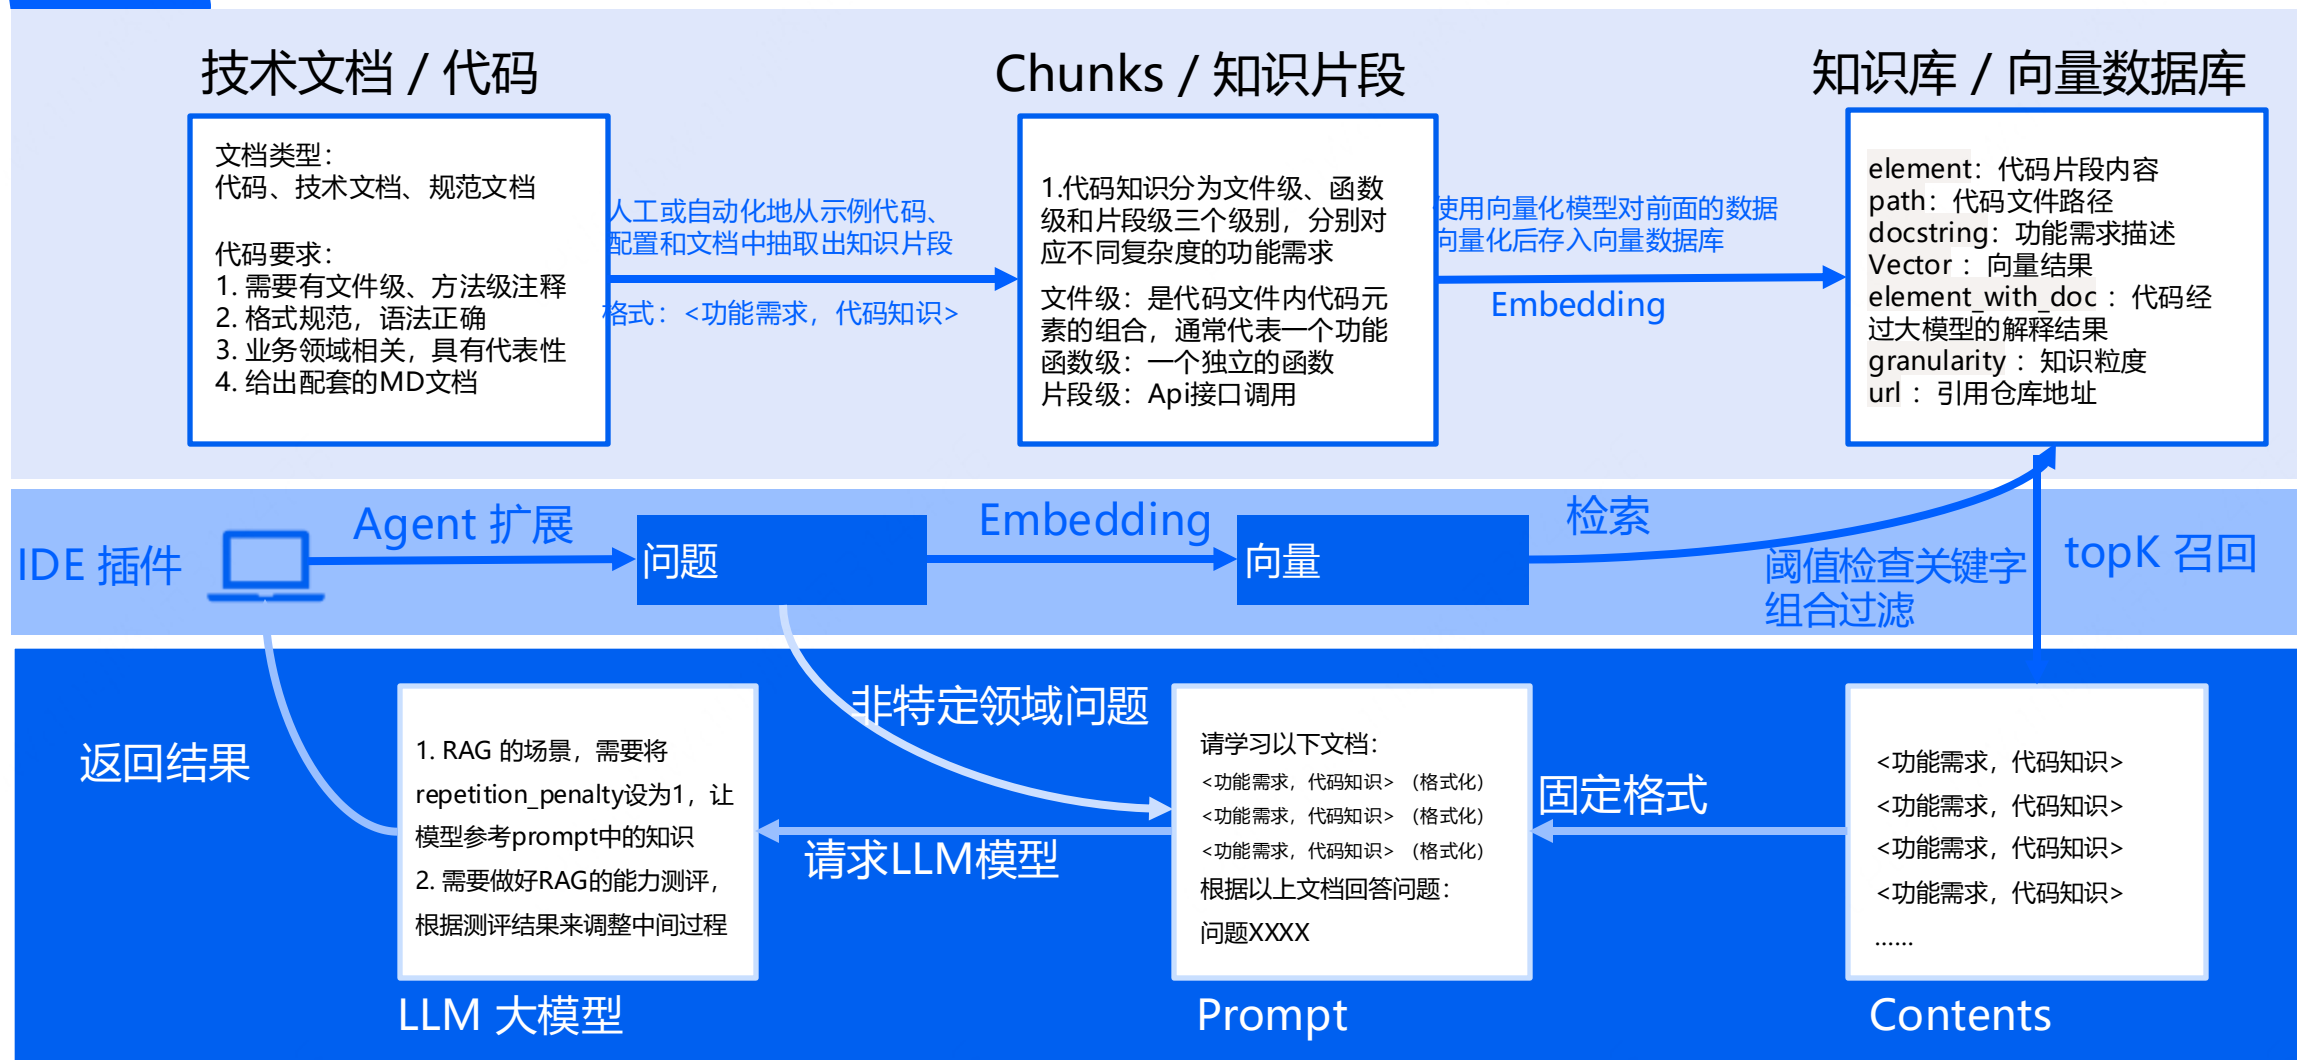 技术文档 / 代码
Chunks / 知识片段
知识库 / 向量数据库
文档类型：
代码、技术文档、规范文档
代码要求：
1. 需要有文件级、方法级注释
2. 格式规范，语法正确
3. 业务领域相关，具有代表性
4. 给出配套的MD文档
人工或自动化地从示例代码、
配置和文档中抽取出知识片段
格式：<功能需求，代码知识>
1.代码知识分为文件级、函数
级和片段级三个级别，分别对
应不同复杂度的功能需求
文件级：是代码文件内代码元
素的组合，通常代表一个功能
函数级：一个独立的函数
片段级：Api接口调用
使用向量化模型对前面的数据
向量化后存入向量数据库
Embedding
element：代码片段内容
path：代码文件路径
docstring：功能需求描述
Vector ：向量结果
element_with_doc ：代码经
过大模型的解释结果
granularity ：知识粒度
url ：引用仓库地址
IDE 插件
Agent 扩展
问题
Embedding
向量
检索
阈值检查关键字
组合过滤
topK 召回
返回结果
1. RAG 的场景，需要将
repetition_penalty设为1，让
模型参考prompt中的知识
2. 需要做好RAG的能力测评，
根据测评结果来调整中间过程
LLM 大模型
非特定领域问题
请求LLM模型
请学习以下文档：
<功能需求，代码知识>（格式化）
<功能需求，代码知识>（格式化）
<功能需求，代码知识>（格式化）
根据以上文档回答问题：
问题XXXX
Prompt
固定格式
<功能需求，代码知识>
<功能需求，代码知识>
<功能需求，代码知识>
<功能需求，代码知识>
……
Contents